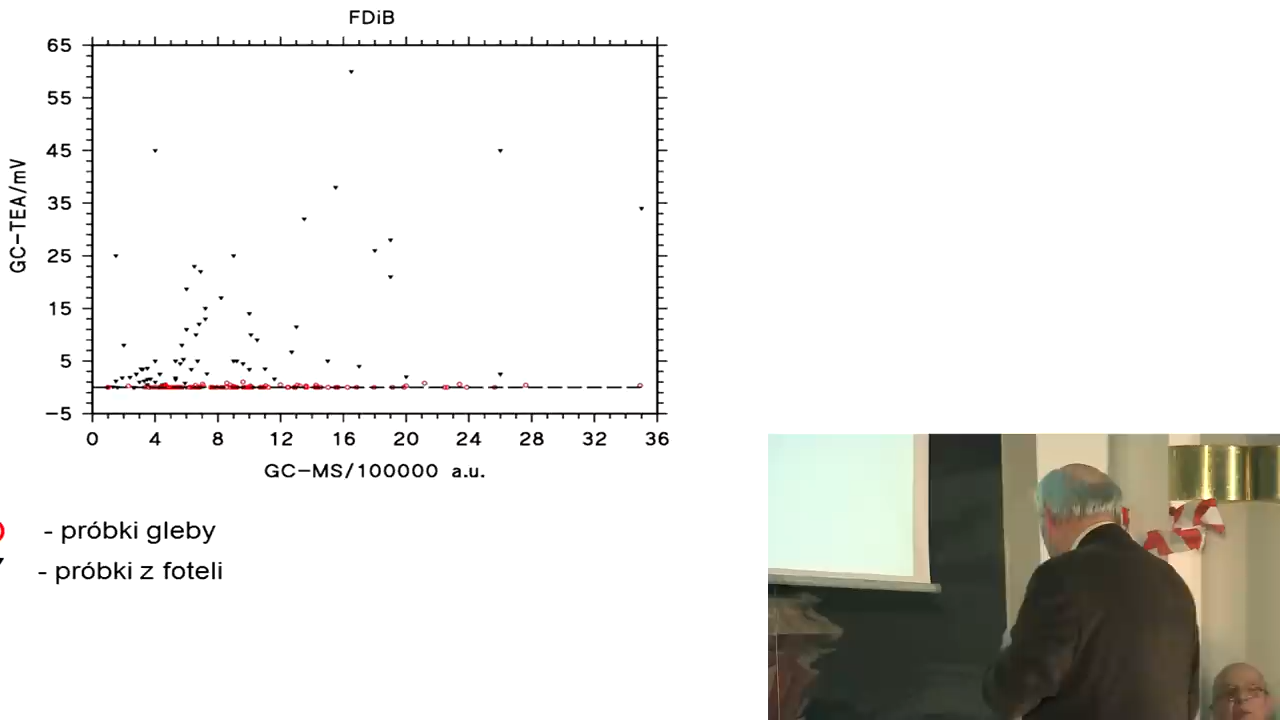 FDiB
65
55
45
35
25
15
5
−5
GC−TEA/mV
0 4 8 12 16 20 24 28 32 36
GC−MS/100000 a.u.
- próbki gleby
- próbki z foteli